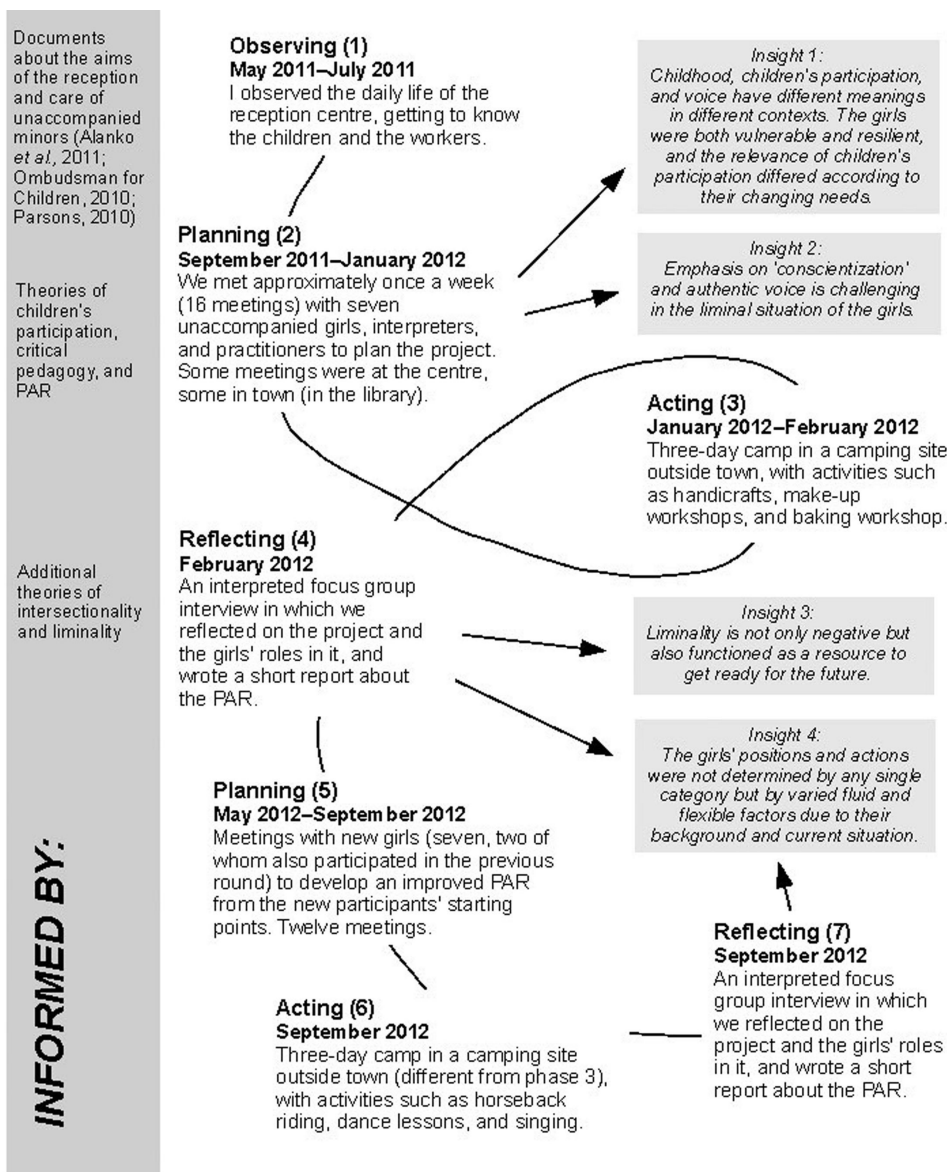 Documents
about the aims
of the reception
and care of
unaccompanied
minors (Alanko
et al., 2011;
Ombudsman for
Children, 2010;
Parsons, 2010)
Theories of
children's
participation,
critical
pedagogy, and
PAR
Additional
theories of
intersectionality
and liminality
INFORMED BY:
Observing (1)
May 2011–July 2011
I observed the daily life of the
reception centre, getting to know
the children and the workers.
Insight 1:
Childhood, children's participation,
and voice have different meanings
in different contexts. The girls
were both vulnerable and resilient,
and the relevance of children's
participation differed according to
their changing needs.
Planning (2)
September 2011–January 2012
We met approximately once a week
(16 meetings) with seven
unaccompanied girls, interpreters,
and practitioners to plan the project.
Some meetings were at the centre,
some in town (in the library).
Insight 2:
Emphasis on 'conscientization'
and authentic voice is challenging
in the liminal situation of the girls.
Acting (3)
January 2012–February 2012
Three-day camp in a camping site
outside town, with activities such
as handicrafts, make-up
workshops, and baking workshop.
Reflecting (4)
February 2012
An interpreted focus group
interview in which we
reflected on the project and
the girls' roles in it, and
wrote a short report about
the PAR.
Insight 3:
Liminality is not only negative but
also functioned as a resource to
get ready for the future.
Insight 4:
The girls' positions and actions
were not determined by any single
category but by varied fluid and
flexible factors due to their
background and current situation.
Planning (5)
May 2012–September 2012
Meetings with new girls (seven, two of
whom also participated in the previous
round) to develop an improved PAR
from the new participants' starting
points. Twelve meetings.
Acting (6)
September 2012
Three-day camp in a camping site
outside town (different from phase 3),
with activities such as horseback
riding, dance lessons, and singing.
Reflecting (7)
September 2012
An interpreted focus
group interview in which
we reflected on the
project and the girls' roles
in it, and wrote a short
report about the PAR.